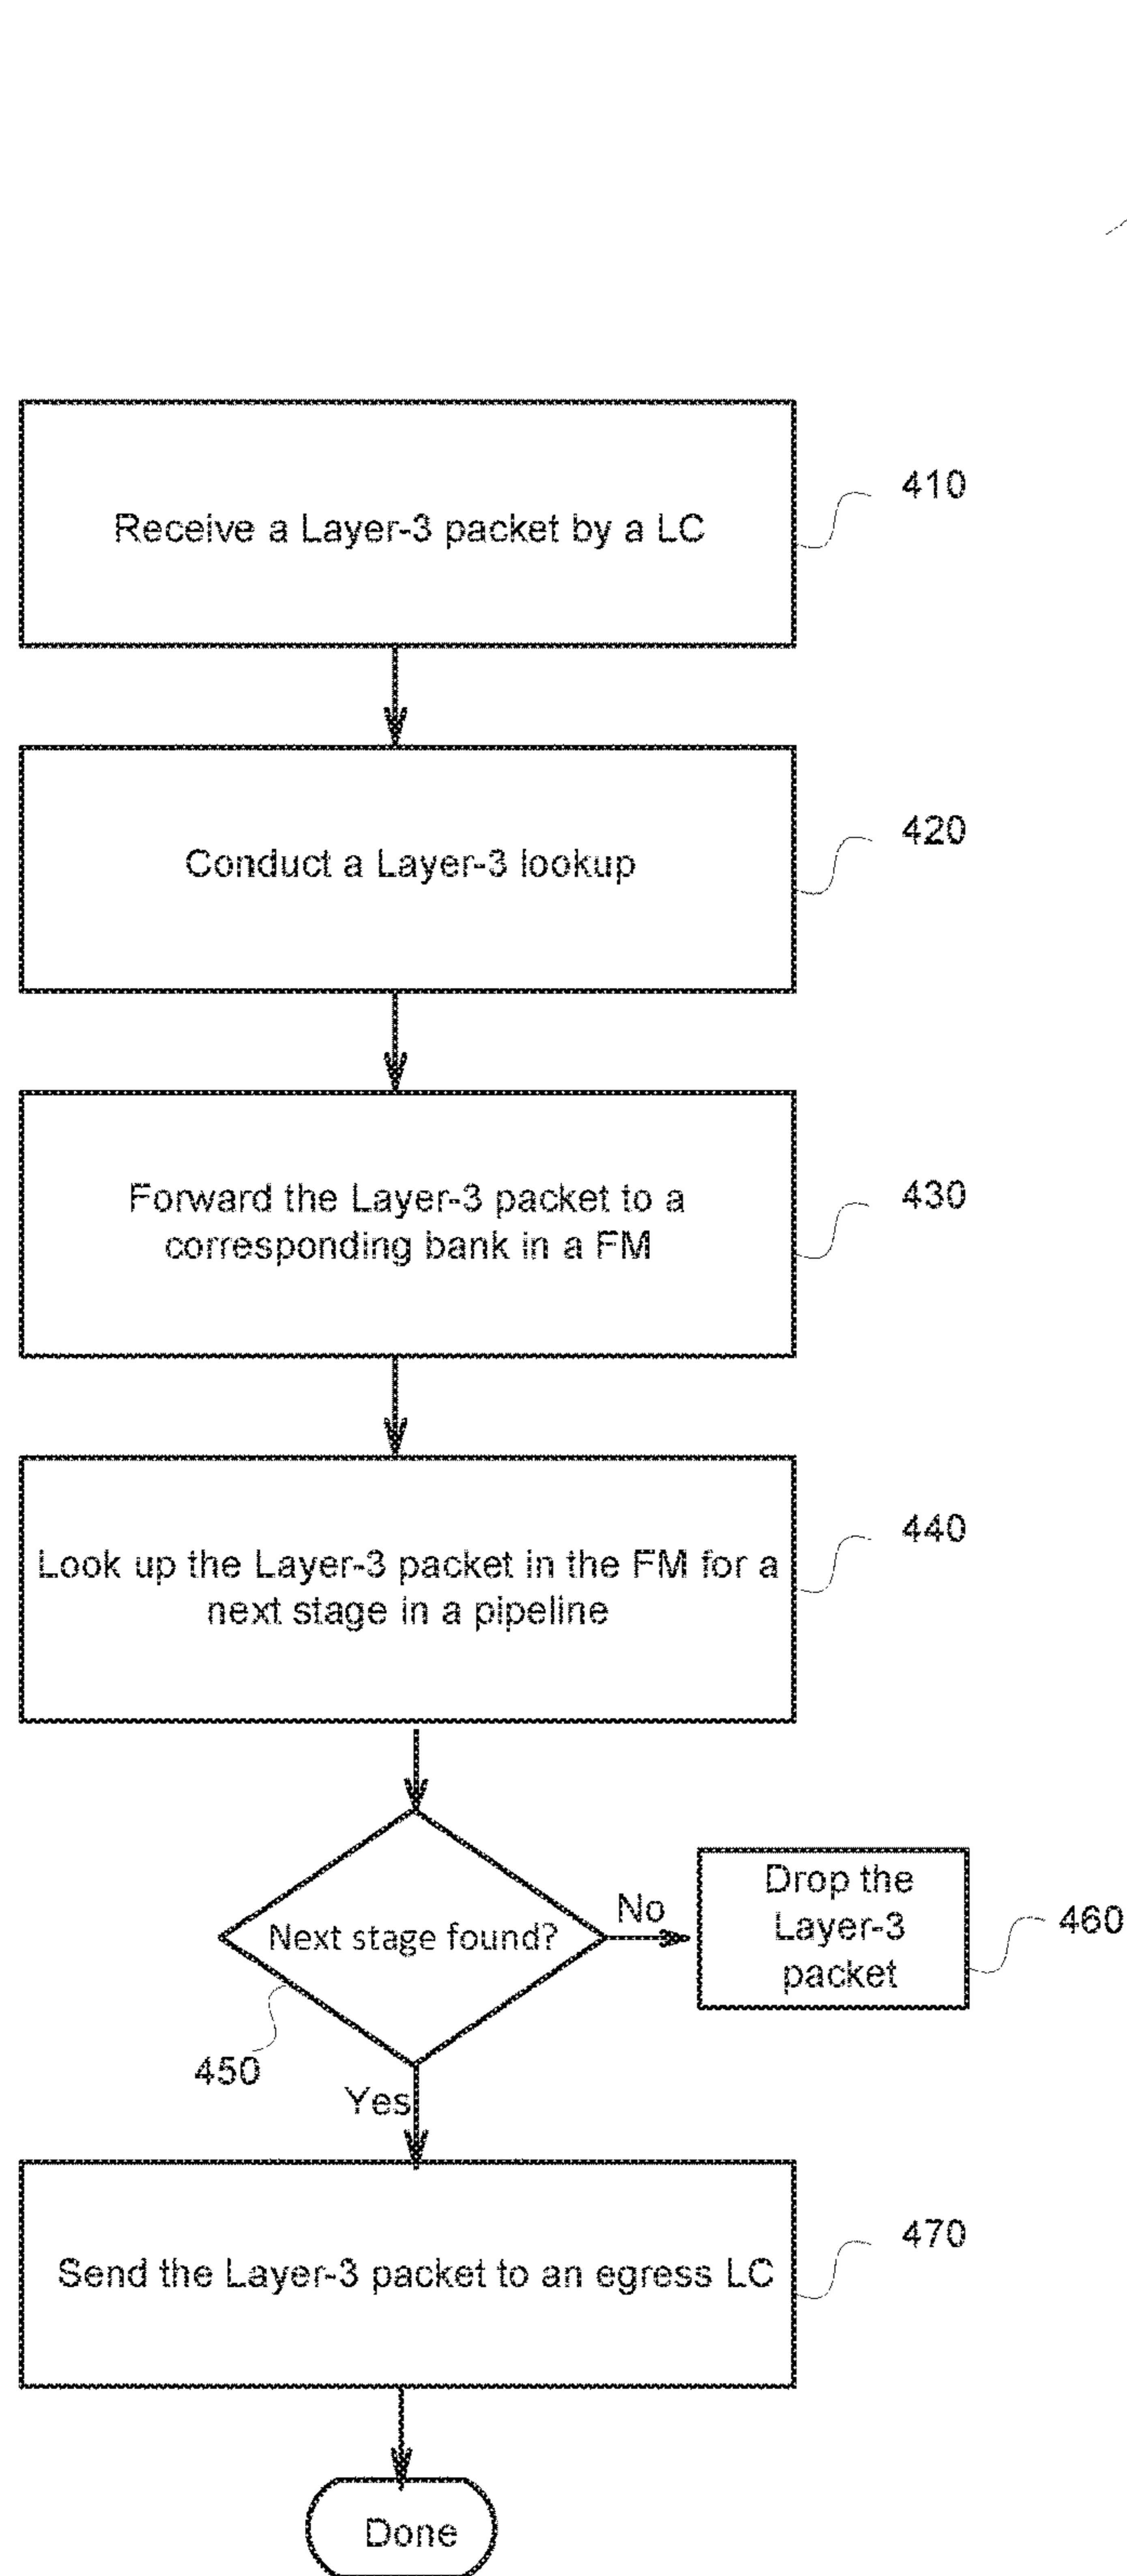 Receive a Layer-3 packet by a LC
410
Conduct a Layer-3 lookup
420
Forward the Layer-3 packet to a
corresponding bank in a FM
430
Look up the Layer-3 packet in the FM for a
next stage in a pipeline
440
Next stage found?
450
No
Drop the
Layer-3
packet
460
Yes
Send the Layer-3 packet to an egress LC
470
Done